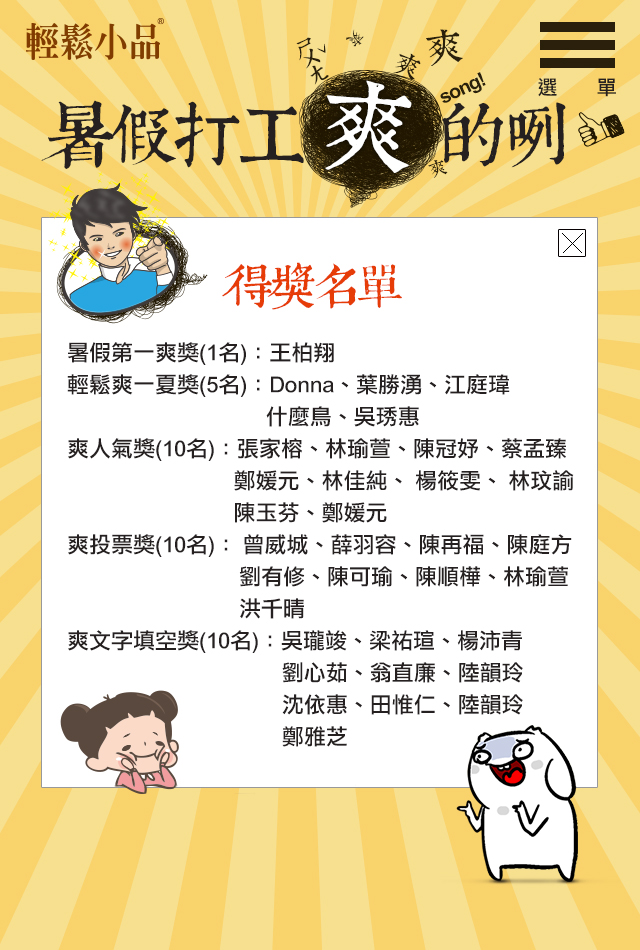 輕鬆小品®
ㄕㄨㄤ
爽
爽
song!
選 單
暑假打工爽的咧
爽
得獎名單
暑假第一爽獎(1名)：王柏翔
輕鬆爽一夏獎(5名)：Donna、葉勝湧、江庭瑋
什麼鳥、吳琇惠
爽人氣獎(10名)：張家榕、林瑜萱、陳冠妤、蔡孟臻
鄭媛元、林佳純、 楊筱雯、 林玟諭
陳玉芬、鄭媛元
爽投票獎(10名)： 曾威城、薛羽容、陳再福、陳庭方
劉有修、陳可瑜、陳順樺、林瑜萱
洪千晴
爽文字填空獎(10名)：吳瓏竣、梁祐瑄、楊沛青
劉心茹、翁直廉、陸韻玲
沈依惠、田惟仁、陸韻玲
鄭雅芝